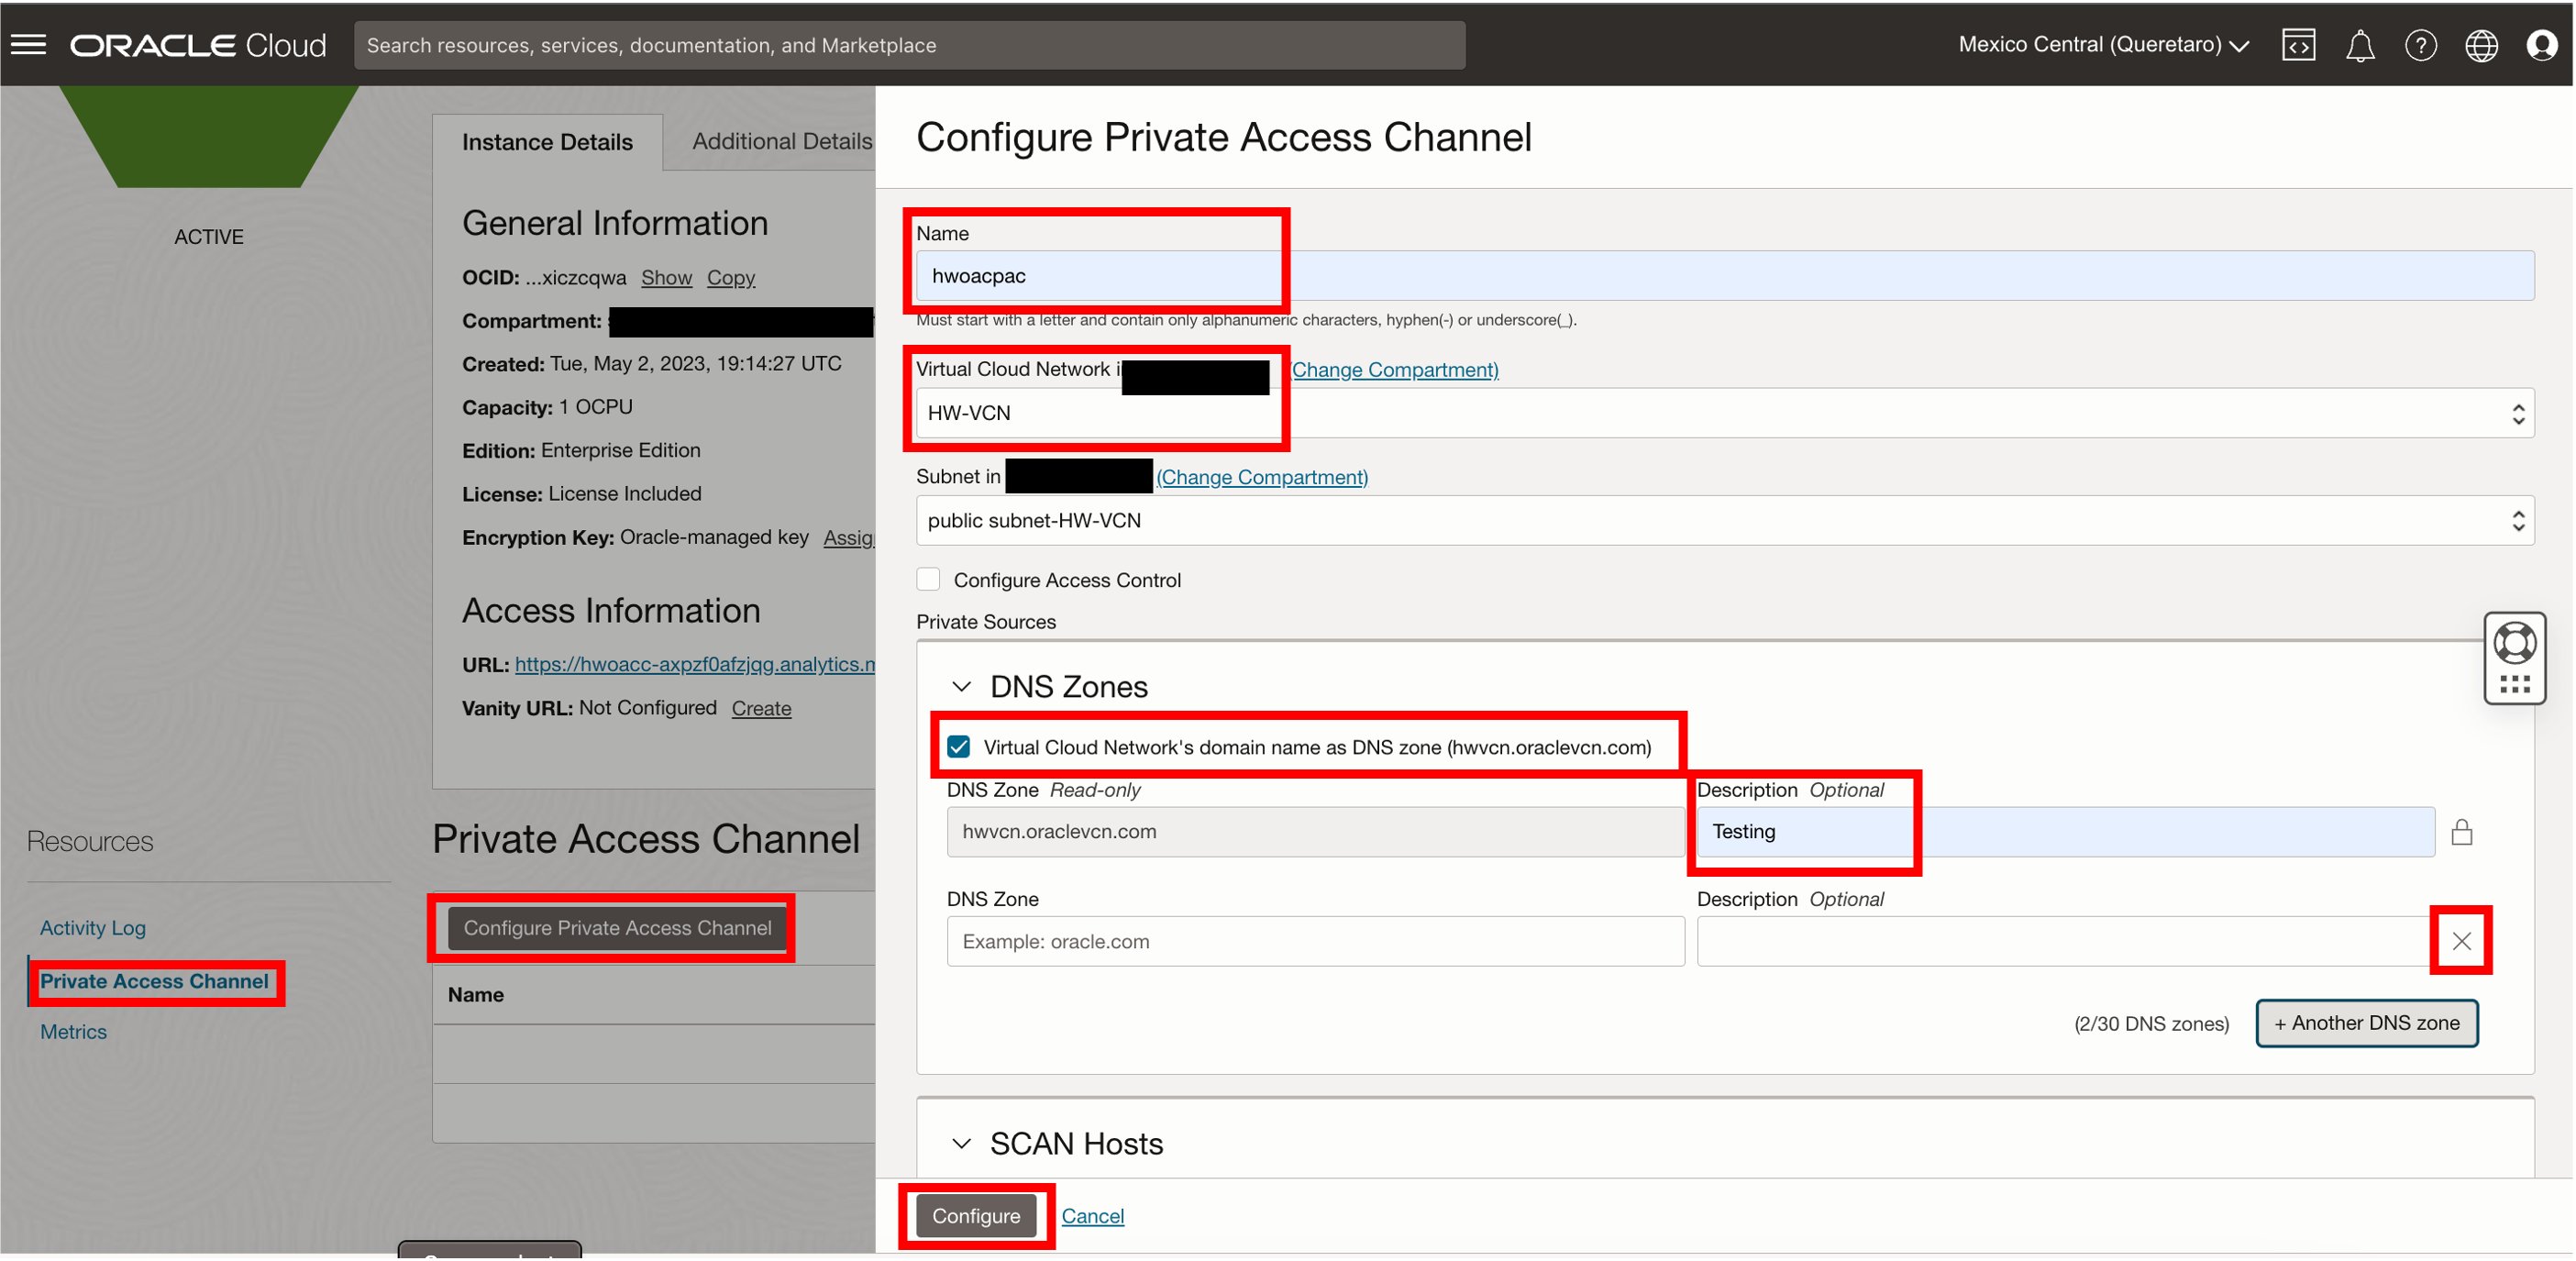 ORACLE Cloud
Search resources, services, documentation, and Marketplace
Mexico Central (Queretaro)
ACTIVE
Instance Details
Additional Details
General Information
OCID: ...xiczcqwa Show Copy
Compartment:
Created: Tue, May 2, 2023, 19:14:27 UTC
Capacity: 1 OCPU
Edition: Enterprise Edition
License: License Included
Encryption Key: Oracle-managed key Assig
Access Information
URL: https://hwoacc-axpzf0afzjqg.analytics.m
Vanity URL: Not Configured Create
Resources
Activity Log
Private Access Channel
Metrics
Private Access Channel
Configure Private Access Channel
Name
Configure Private Access Channel
Name
hwoacpac
Must start with a letter and contain only alphanumeric characters, hyphen(-) or underscore(_).
Virtual Cloud Network i (Change Compartment)
HW-VCN
Subnet in (Change Compartment)
public subnet-HW-VCN
Configure Access Control
Private Sources
DNS Zones
Virtual Cloud Network's domain name as DNS zone (hwvcn.oraclevcn.com)
DNS Zone Read-only
Description Optional
hwvcn.oraclevcn.com
Testing
DNS Zone
Description Optional
Example: oracle.com
(2/30 DNS zones)
+ Another DNS zone
SCAN Hosts
Configure
Cancel